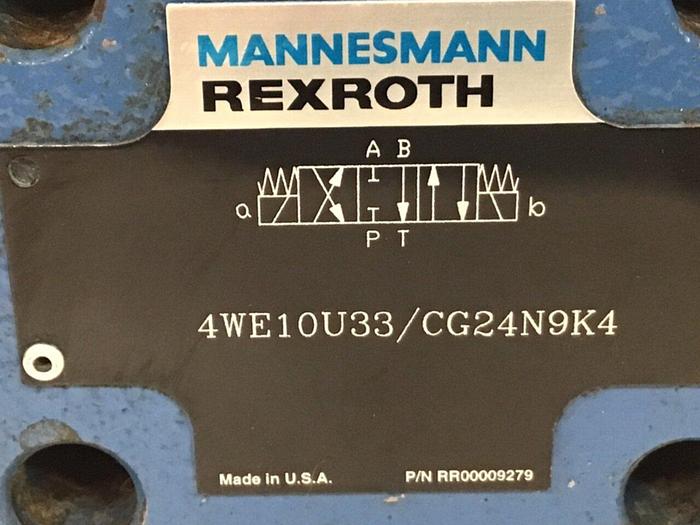 MANNESMANN
REXROTH
A B
a b
P T
4WE10U33/CG24N9K4
Made in U.S.A. P/N RR00009279